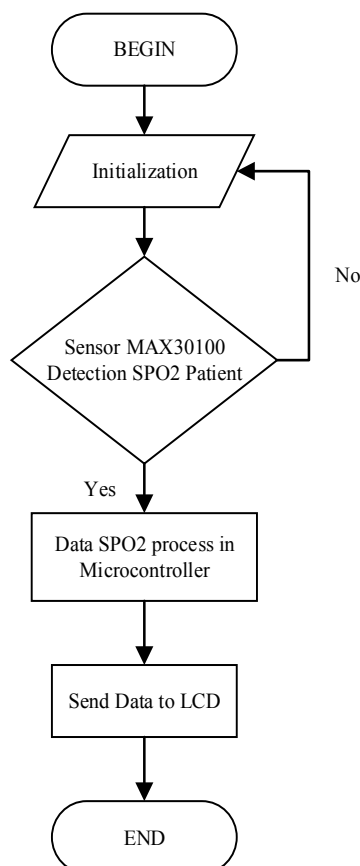 BEGIN
Initialization
No
Sensor MAX30100
Detection SPO2 Patient
Yes
Data SPO2 process in
Microcontroller
Send Data to LCD
END